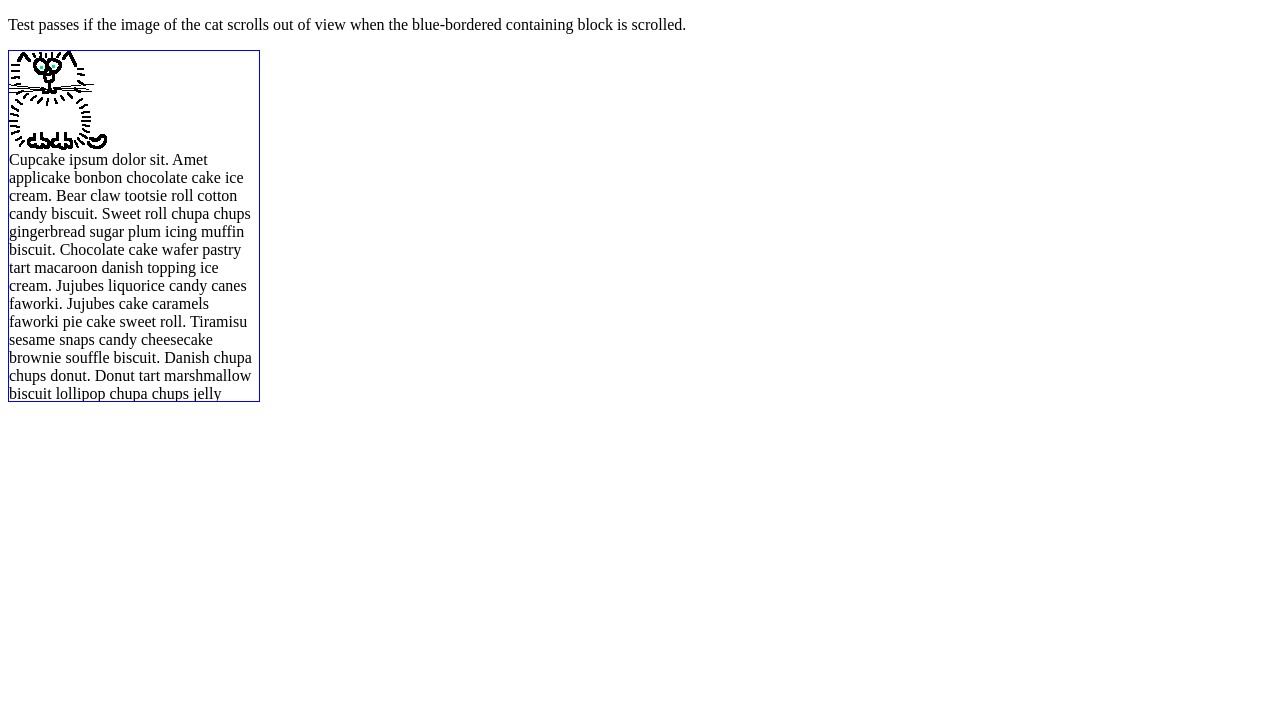 Test passes if the image of the cat scrolls out of view when the blue-bordered containing block is scrolled.
Cupcake ipsum dolor sit. Amet
applicake bonbon chocolate cake ice
cream. Bear claw tootsie roll cotton
candy biscuit. Sweet roll chupa chups
gingerbread sugar plum icing muffin
biscuit. Chocolate cake wafer pastry
tart macaroon danish topping ice
cream. Jujubes liquorice candy canes
faworki. Jujubes cake caramels
faworki pie cake sweet roll. Tiramisu
sesame snaps candy cheesecake
brownie souffle biscuit. Danish chupa
chups donut. Donut tart marshmallow
biscuit lollipop chupa chups jelly